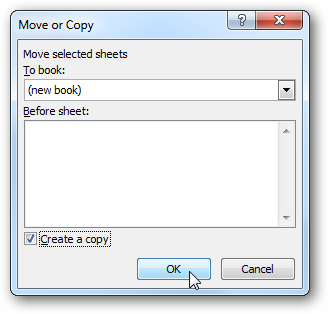 Move or Copy
?
Move selected sheets
To book:
(new book)
Before sheet:
Create a copy
OK
Cancel